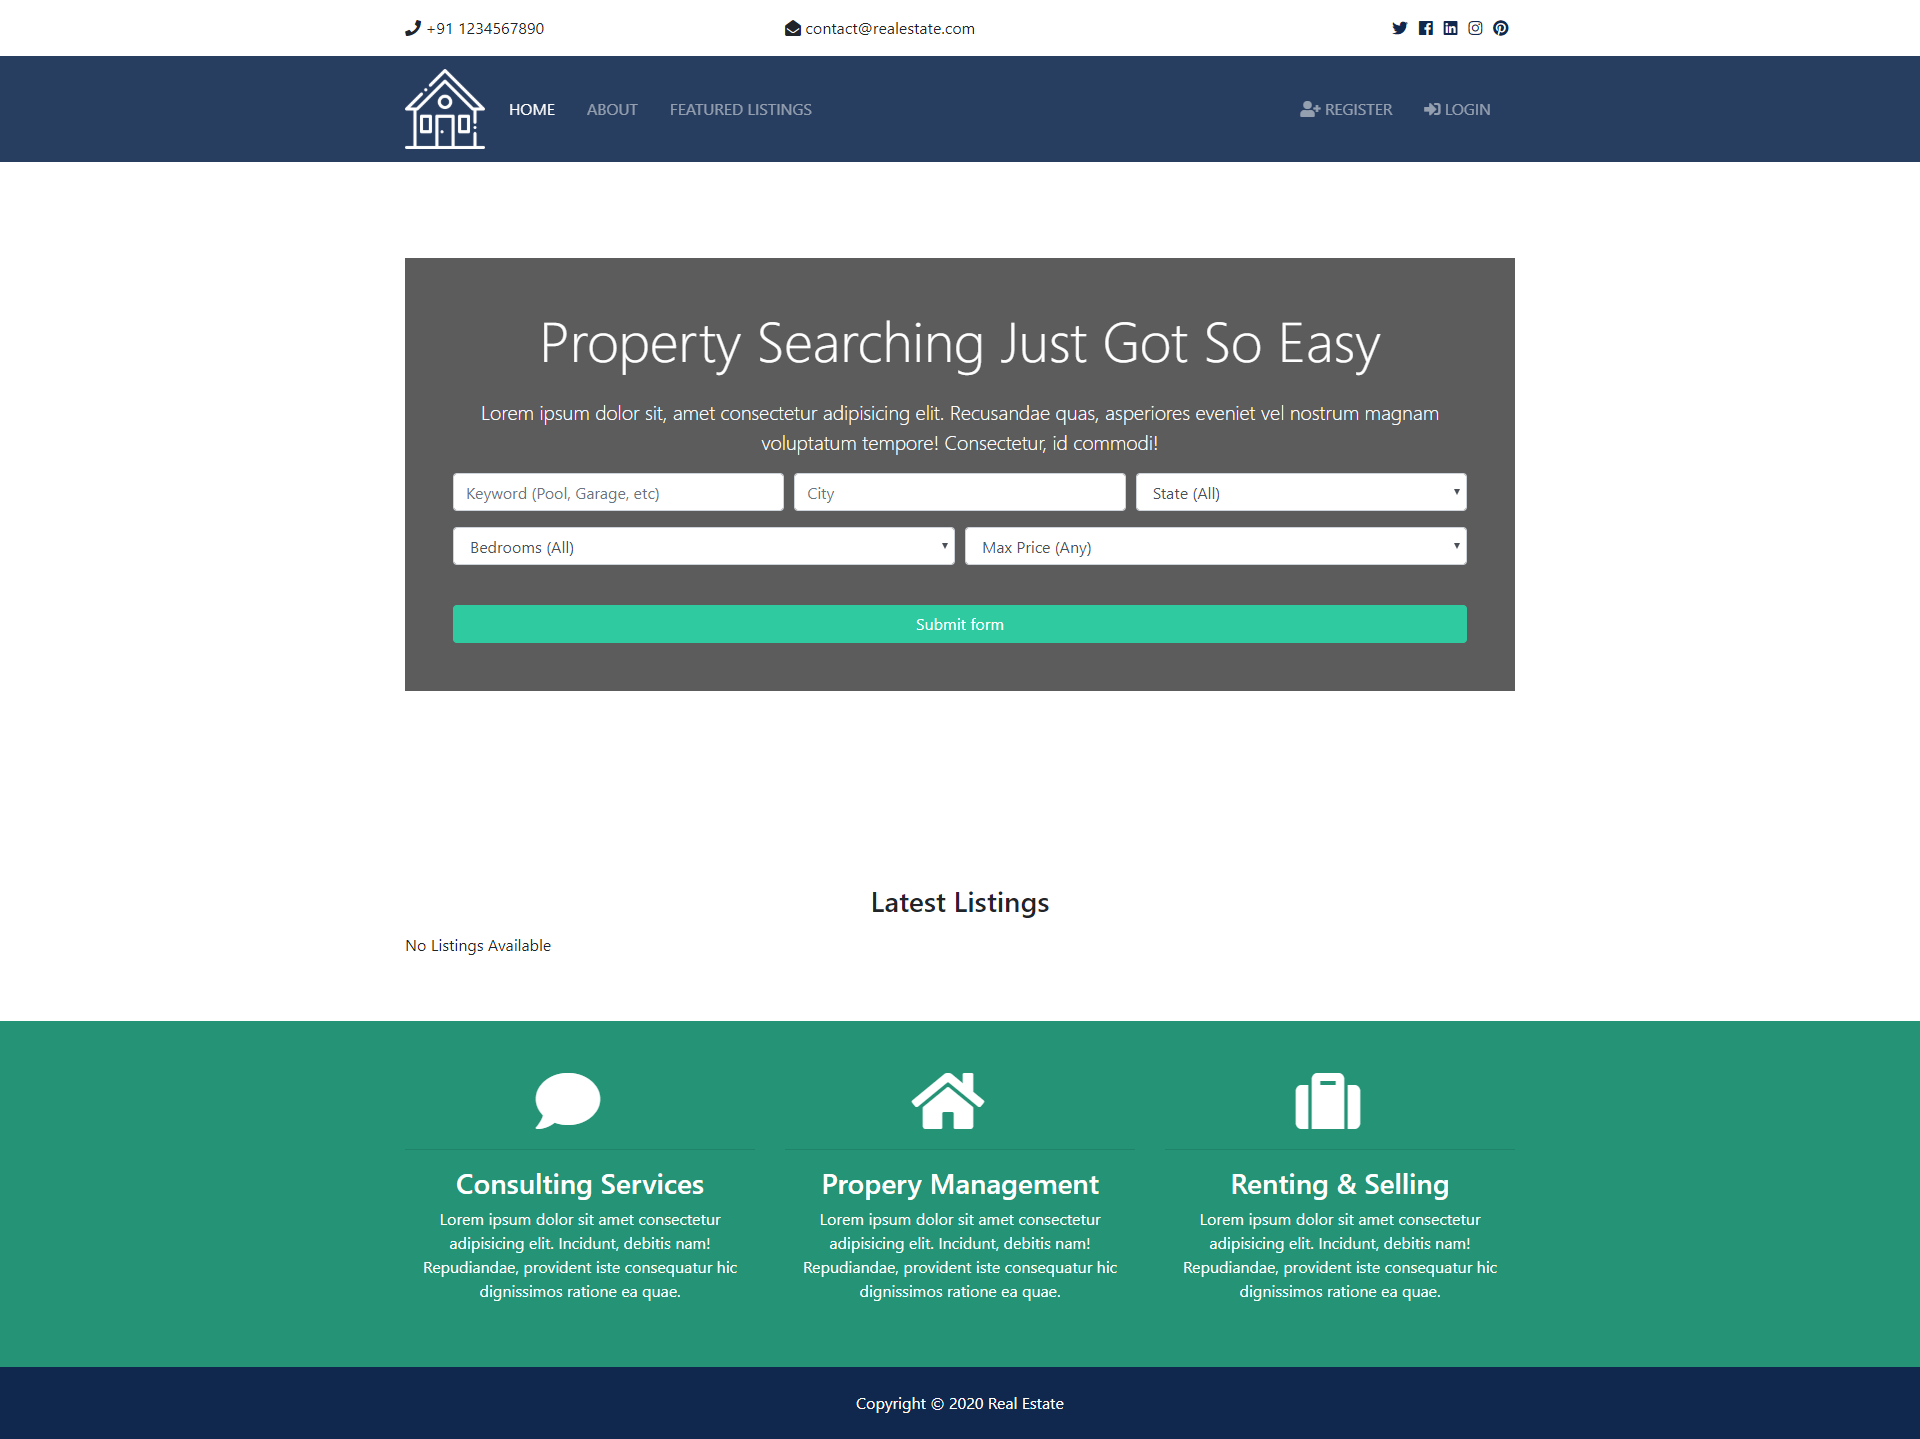 +91 1234567890
contact@realestate.com
HOME
ABOUT
FEATURED LISTINGS
REGISTER
LOGIN
Property Searching Just Got So Easy
Lorem ipsum dolor sit, amet consectetur adipisicing elit. Recusandae quas, asperiores eveniet vel nostrum magnam
voluptatum tempore! Consectetur, id commodi!
Keyword (Pool, Garage, etc)
City
State (All)
Bedrooms (All)
Max Price (Any)
Submit form
Latest Listings
No Listings Available
Consulting Services
Lorem ipsum dolor sit amet consectetur
adipisicing elit. Incidunt, debitis nam!
Repudiandae, provident iste consequatur hic
dignissimos ratione ea quae.
Propery Management
Lorem ipsum dolor sit amet consectetur
adipisicing elit. Incidunt, debitis nam!
Repudiandae, provident iste consequatur hic
dignissimos ratione ea quae.
Renting & Selling
Lorem ipsum dolor sit amet consectetur
adipisicing elit. Incidunt, debitis nam!
Repudiandae, provident iste consequatur hic
dignissimos ratione ea quae.
Copyright © 2020 Real Estate